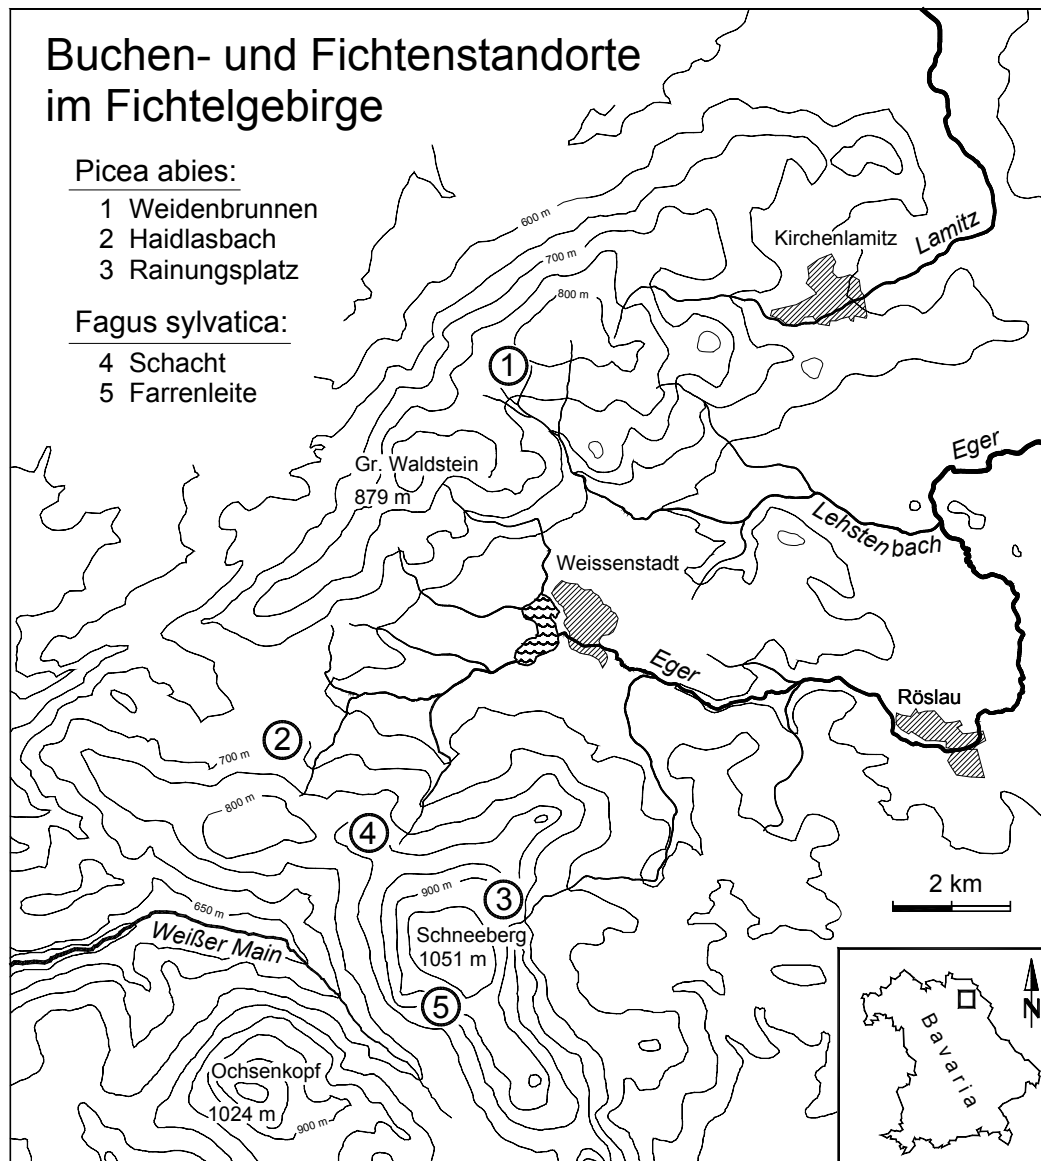 Buchen- und Fichtenstandorte
im Fichtelgebirge
Picea abies:
1 Weidenbrunnen
2 Haidlasbach
3 Rainungsplatz
Fagus sylvatica:
4 Schacht
5 Farrenleite
600 m
Kirchenlamitz
Lamitz
700 m
800 m
1
Eger
Gr. Waldstein
879 m
Lehstenbach
Weissenstadt
Eger
Röslau
2
700 m
800 m
4
900 m
3
2 km
650 m
Weißer Main
Schneeberg
1051 m
5
N
Bavaria
Ochsenkopf
1024 m
900 m